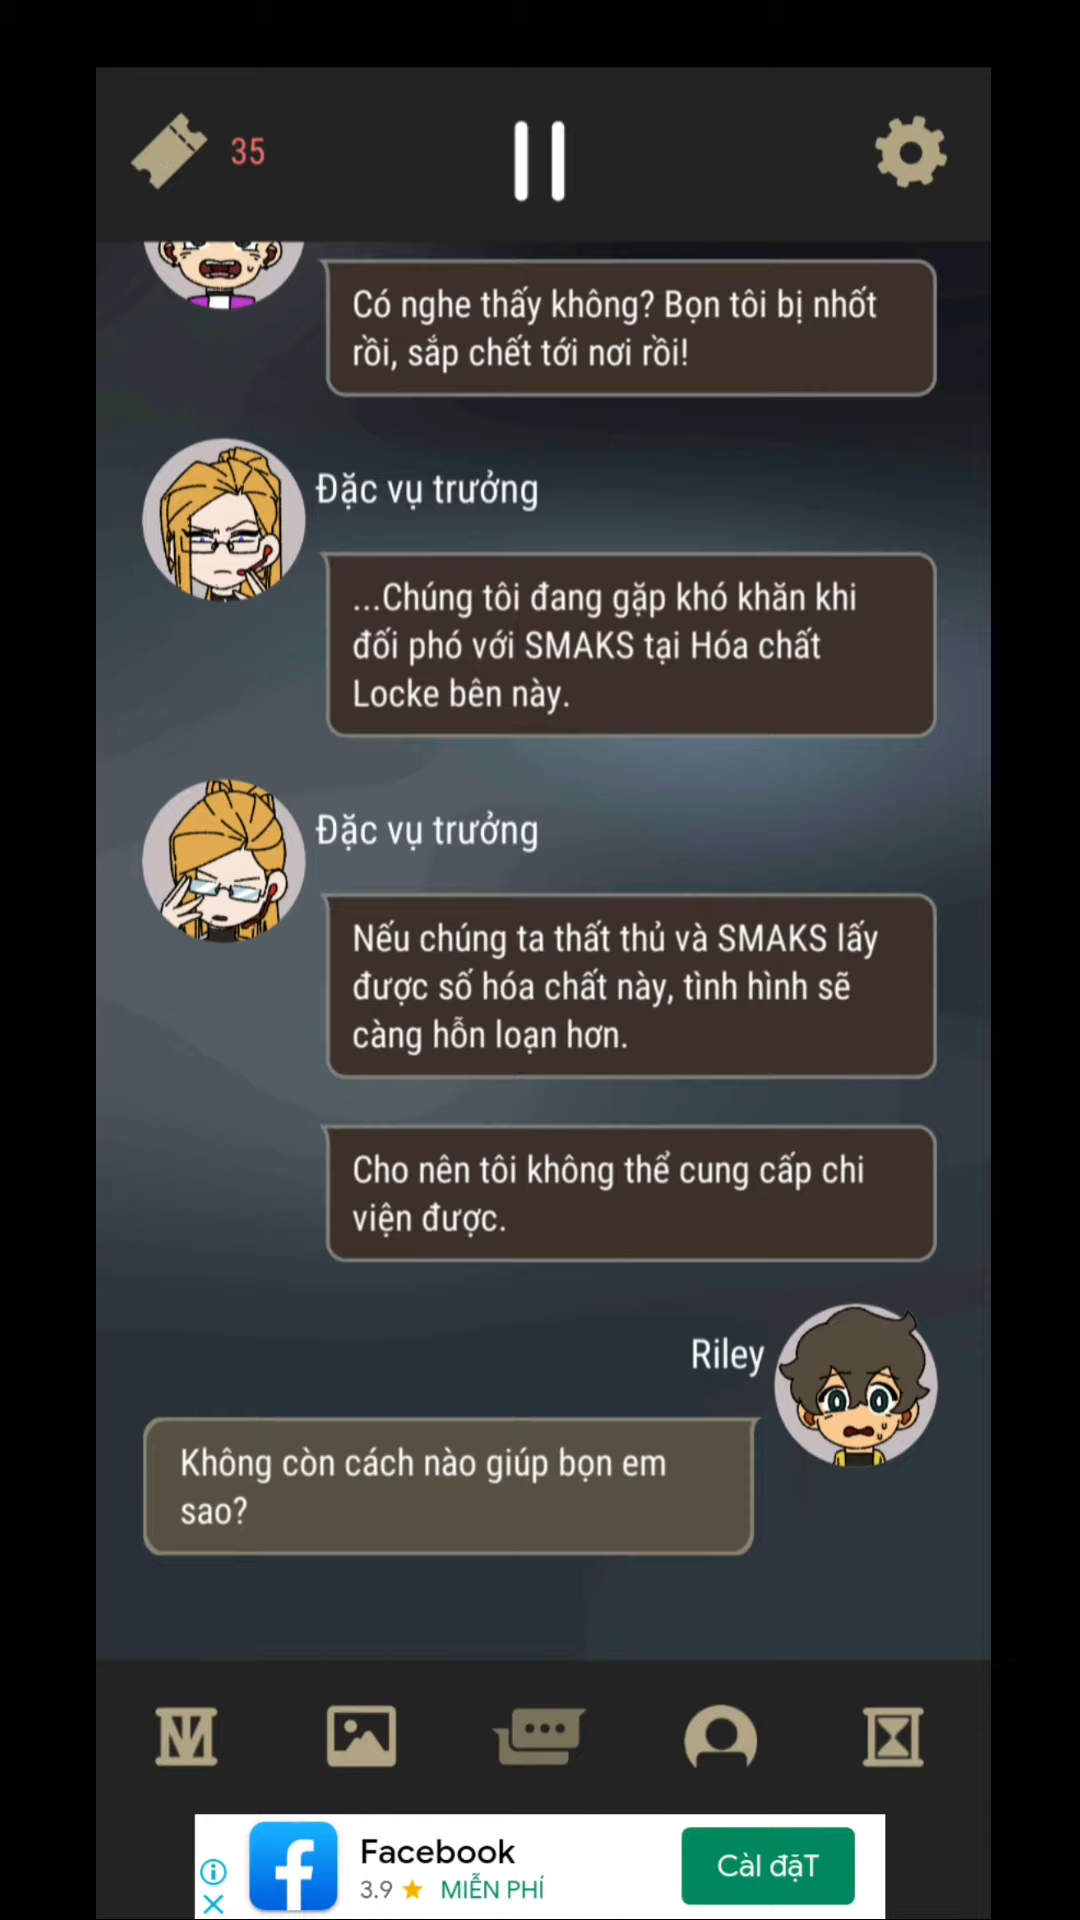 35
Có nghe thấy không? Bọn tôi bị nhốt
rồi, sắp chết tới nơi rồi!
Đặc vụ trưởng
...Chúng tôi đang gặp khó khăn khi
đối phó với SMAKS tại Hóa chất
Locke bên này.
Đặc vụ trưởng
Nếu chúng ta thất thủ và SMAKS lấy
được số hóa chất này, tình hình sẽ
càng hỗn loạn hơn.
Cho nên tôi không thể cung cấp chi
viện được.
Riley
Không còn cách nào giúp bọn em
sao?
Facebook
3.9 ★ MIỄN PHÍ
Cài đặT